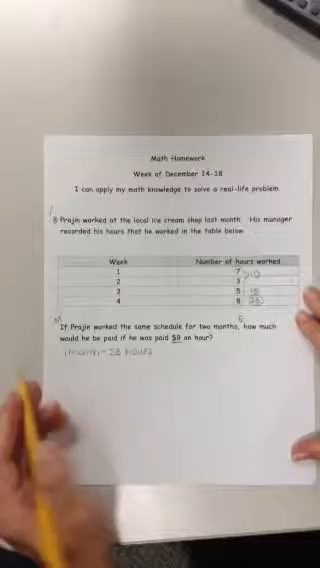 Math Homework
Week of December 14-18
I can apply my math knowledge to solve a real-life problem.
Prajin worked at the local ice cream shop last month. His manager
recorded his hours that he worked in the table below.
Week Number of hours worked
1 7
2 3 10
3 5 15
4 8 23
If Prajin worked the same schedule for two months, how much
would he be paid if he was paid $9 an hour?
1 month = 23 hours